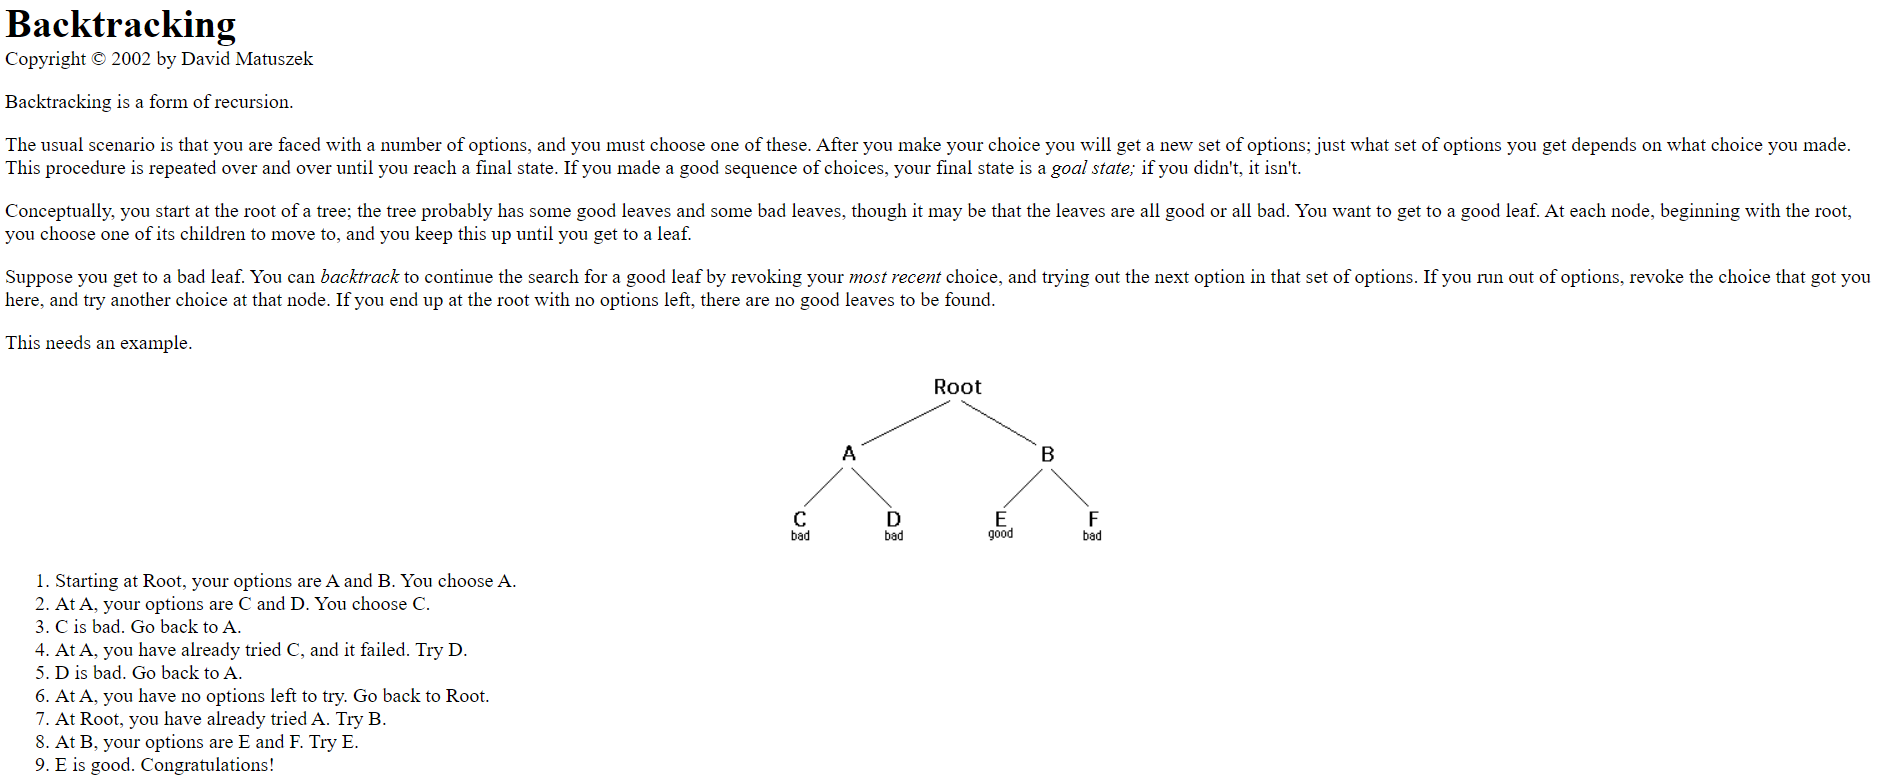 Backtracking
Copyright © 2002 by David Matuszek
Backtracking is a form of recursion.
The usual scenario is that you are faced with a number of options, and you must choose one of these. After you make your choice you will get a new set of options; just what set of options you get depends on what choice you made.
This procedure is repeated over and over until you reach a final state. If you made a good sequence of choices, your final state is a goal state; if you didn't, it isn't.
Conceptually, you start at the root of a tree; the tree probably has some good leaves and some bad leaves, though it may be that the leaves are all good or all bad. You want to get to a good leaf. At each node, beginning with the root,
you choose one of its children to move to, and you keep this up until you get to a leaf.
Suppose you get to a bad leaf. You can backtrack to continue the search for a good leaf by revoking your most recent choice, and trying out the next option in that set of options. If you run out of options, revoke the choice that got you
here, and try another choice at that node. If you end up at the root with no options left, there are no good leaves to be found.
This needs an example.
Root
A B
C D E F
bad bad good bad
1. Starting at Root, your options are A and B. You choose A.
2. At A, your options are C and D. You choose C.
3. C is bad. Go back to A.
4. At A, you have already tried C, and it failed. Try D.
5. D is bad. Go back to A.
6. At A, you have no options left to try. Go back to Root.
7. At Root, you have already tried A. Try B.
8. At B, your options are E and F. Try E.
9. E is good. Congratulations!